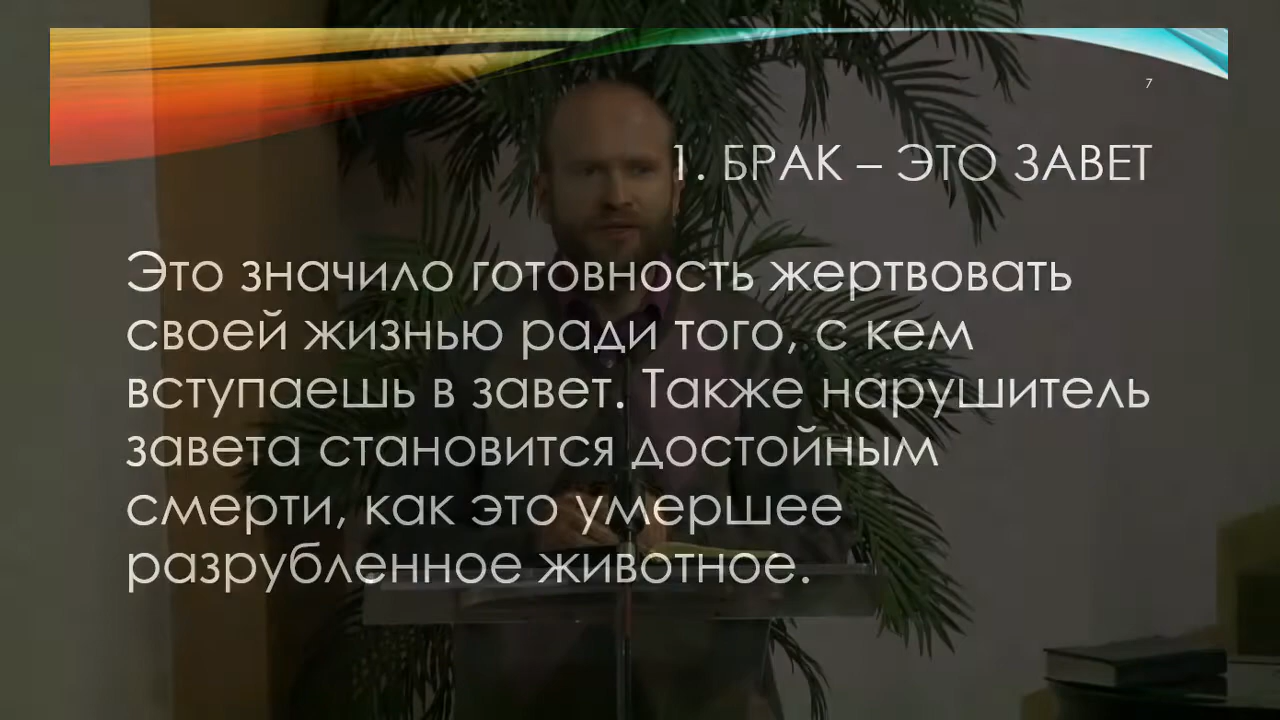 7
1. БРАК – ЭТО ЗАВЕТ
Это значило готовность жертвовать
своей жизнью ради того, с кем
вступаешь в завет. Также нарушитель
завета становится достойным
смерти, как это умершее
разрубленное животное.